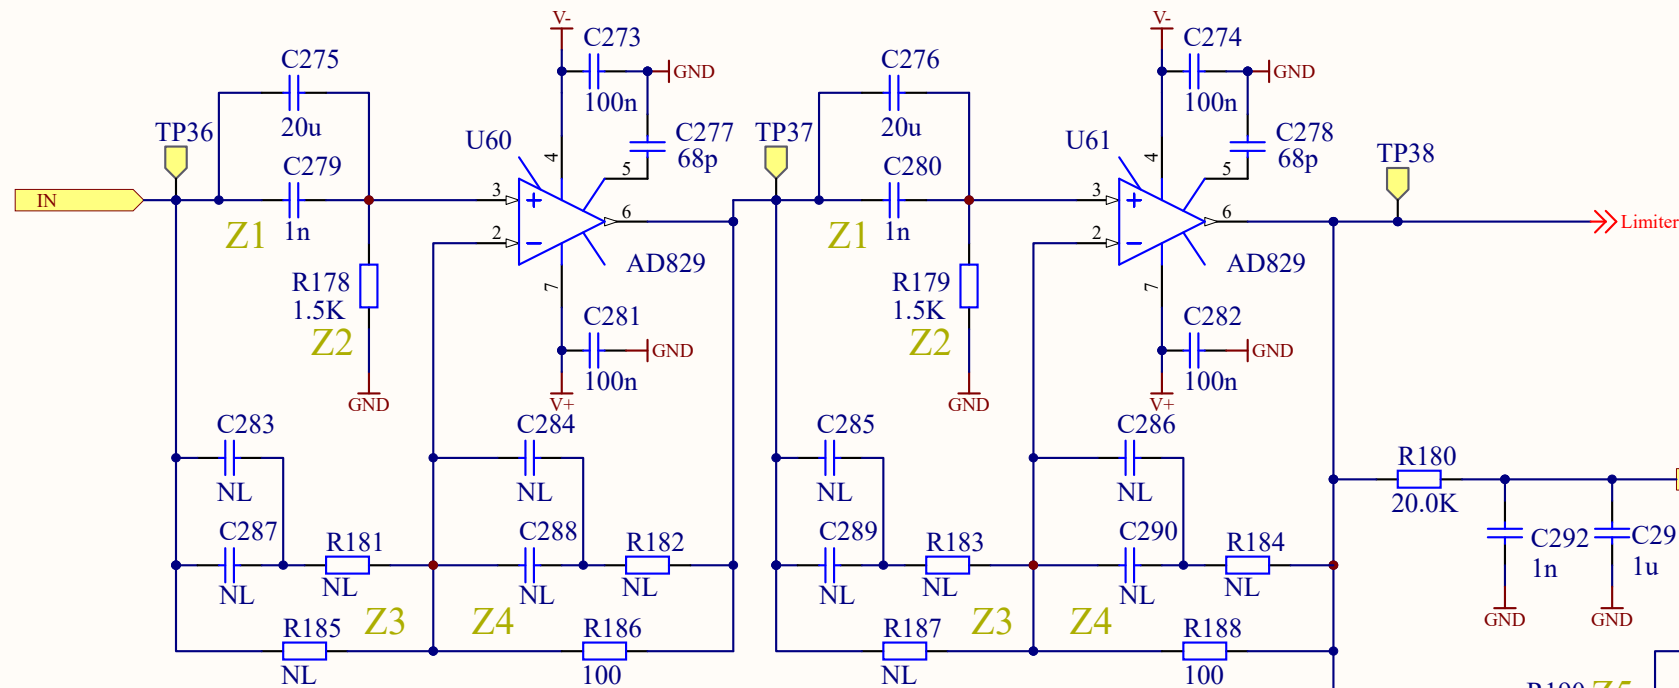 V-
C273
GND
100n
C275
20u
TP36
C279
1n
IN
Z1
U60
4
C277
68p
5
3
2
6
7
AD829
R178
1.5K
Z2
GND
C281
GND
100n
V+
C283
NL
C287
NL
R181
NL
Z3
R185
NL
C284
NL
C288
NL
R182
NL
Z4
R186
100
V-
C274
GND
100n
C276
20u
TP37
C280
1n
Z1
U61
4
C278
68p
5
3
2
6
7
AD829
TP38
Limiter
R179
1.5K
Z2
GND
C282
GND
100n
V+
C285
NL
C289
NL
R183
NL
Z3
R187
NL
C286
NL
C290
NL
R184
NL
Z4
R188
100
R180
20.0K
C292
1n
GND
C29
1u
GND
R190
Z5